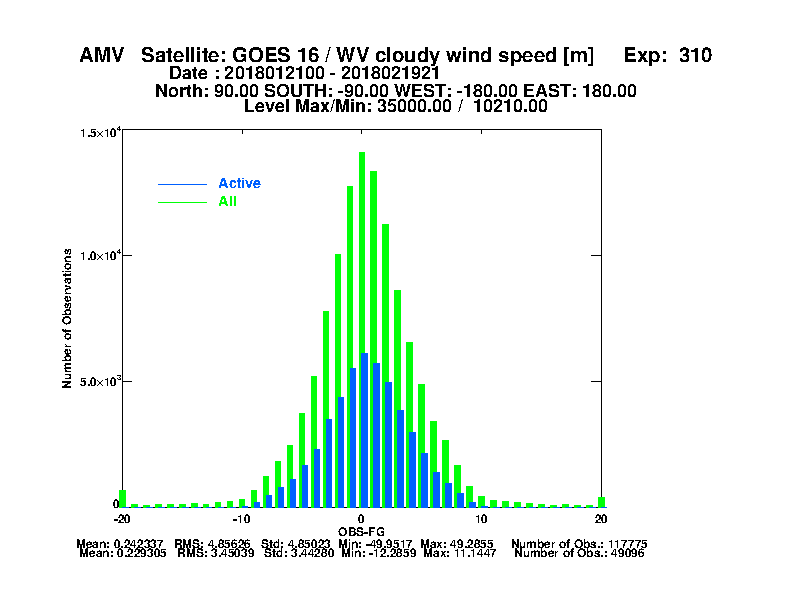 AMV Satellite: GOES 16 / WV cloudy wind speed [m] Exp: 310
Date : 2018012100 - 2018021921
North: 90.00 SOUTH: -90.00 WEST: -180.00 EAST: 180.00
Level Max/Min: 35000.00 / 10210.00
1.5×10⁴
Active
All
1.0×10⁴
Number of Observations
5.0×10³
0
-20 -10 0 10 20
OBS-FG
Mean: 0.242337 RMS: 4.85626 Std: 4.85023 Min: -49.9517 Max: 49.2855 Number of Obs.: 117775
Mean: 0.229305 RMS: 3.45039 Std: 3.44280 Min: -12.2859 Max: 11.1447 Number of Obs.: 49096